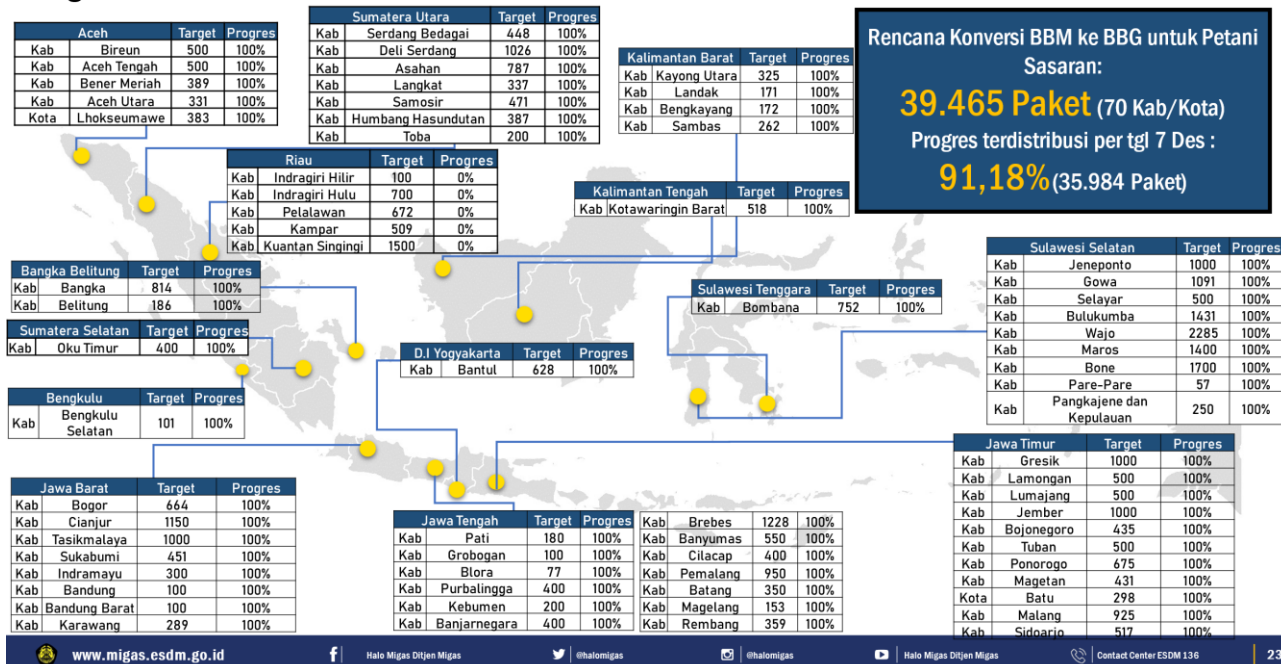 Aceh Target Progres
Kab Bireun 500 100%
Kab Aceh Tengah 500 100%
Kab Bener Meriah 389 100%
Kab Aceh Utara 331 100%
Kota Lhokseumawe 383 100%
Sumatera Utara Target Progres
Kab Serdang Bedagai 448 100%
Kab Deli Serdang 1026 100%
Kab Asahan 787 100%
Kab Langkat 337 100%
Kab Samosir 471 100%
Kab Humbang Hasundutan 387 100%
Kab Toba 200 100%
Kalimantan Barat Target Progres
Kab Kayong Utara 325 100%
Kab Landak 171 100%
Kab Bengkayang 172 100%
Kab Sambas 262 100%
Rencana Konversi BBM ke BBG untuk Petani
Sasaran:
39.465 Paket (70 Kab/Kota)
Progres terdistribusi per tgl 7 Des :
91,18% (35.984 Paket)
Riau Target Progres
Kab Indragiri Hilir 100 0%
Kab Indragiri Hulu 700 0%
Kab Pelalawan 672 0%
Kab Kampar 509 0%
Kab Kuantan Singingi 1500 0%
Kalimantan Tengah Target Progres
Kab Kotawaringin Barat 518 100%
Bangka Belitung Target Progres
Kab Bangka 814 100%
Kab Belitung 186 100%
Sulawesi Tenggara Target Progres
Kab Bombana 752 100%
Sulawesi Selatan Target Progres
Kab Jeneponto 1000 100%
Kab Gowa 1091 100%
Kab Selayar 500 100%
Kab Bulukumba 1431 100%
Kab Wajo 2285 100%
Kab Maros 1400 100%
Kab Bone 1700 100%
Kab Pare-Pare 57 100%
Kab Pangkajene dan
Kepulauan 250 100%
Sumatera Selatan Target Progres
Kab Oku Timur 400 100%
D.I Yogyakarta Target Progres
Kab Bantul 628 100%
Bengkulu Target Progres
Kab Bengkulu
Selatan 101 100%
Jawa Barat Target Progres
Kab Bogor 664 100%
Kab Cianjur 1150 100%
Kab Tasikmalaya 1000 100%
Kab Sukabumi 451 100%
Kab Indramayu 300 100%
Kab Bandung 100 100%
Kab Bandung Barat 100 100%
Kab Karawang 289 100%
Jawa Tengah Target Progres
Kab Pati 180 100%
Kab Grobogan 100 100%
Kab Blora 77 100%
Kab Purbalingga 400 100%
Kab Kebumen 200 100%
Kab Banjarnegara 400 100%
Kab Brebes 1228 100%
Kab Banyumas 550 100%
Kab Cilacap 400 100%
Kab Pemalang 950 100%
Kab Batang 350 100%
Kab Magelang 153 100%
Kab Rembang 359 100%
Jawa Timur Target Progres
Kab Gresik 1000 100%
Kab Lamongan 500 100%
Kab Lumajang 500 100%
Kab Jember 1000 100%
Kab Bojonegoro 435 100%
Kab Tuban 500 100%
Kab Ponorogo 675 100%
Kab Magetan 431 100%
Kota Batu 298 100%
Kab Malang 925 100%
Kab Sidoarjo 517 100%
www.migas.esdm.go.id Halo Migas Ditjen Migas @halomigas @halomigas Halo Migas Ditjen Migas Contact Center ESDM 136 23